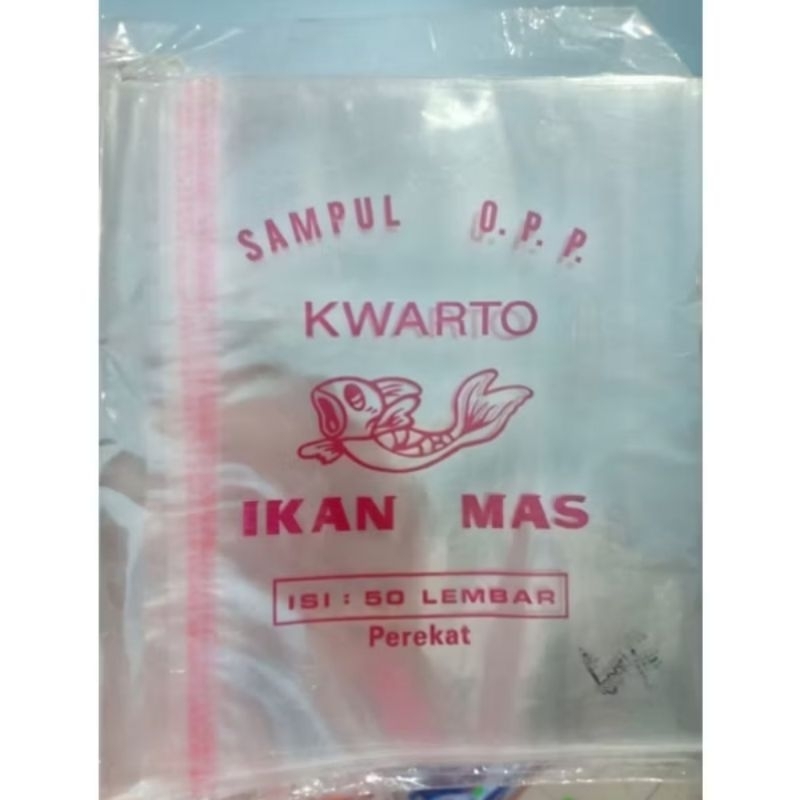 SAMPUL O.P.P.
KWARTO
IKAN MAS
ISI : 50 LEMBAR
Perekat